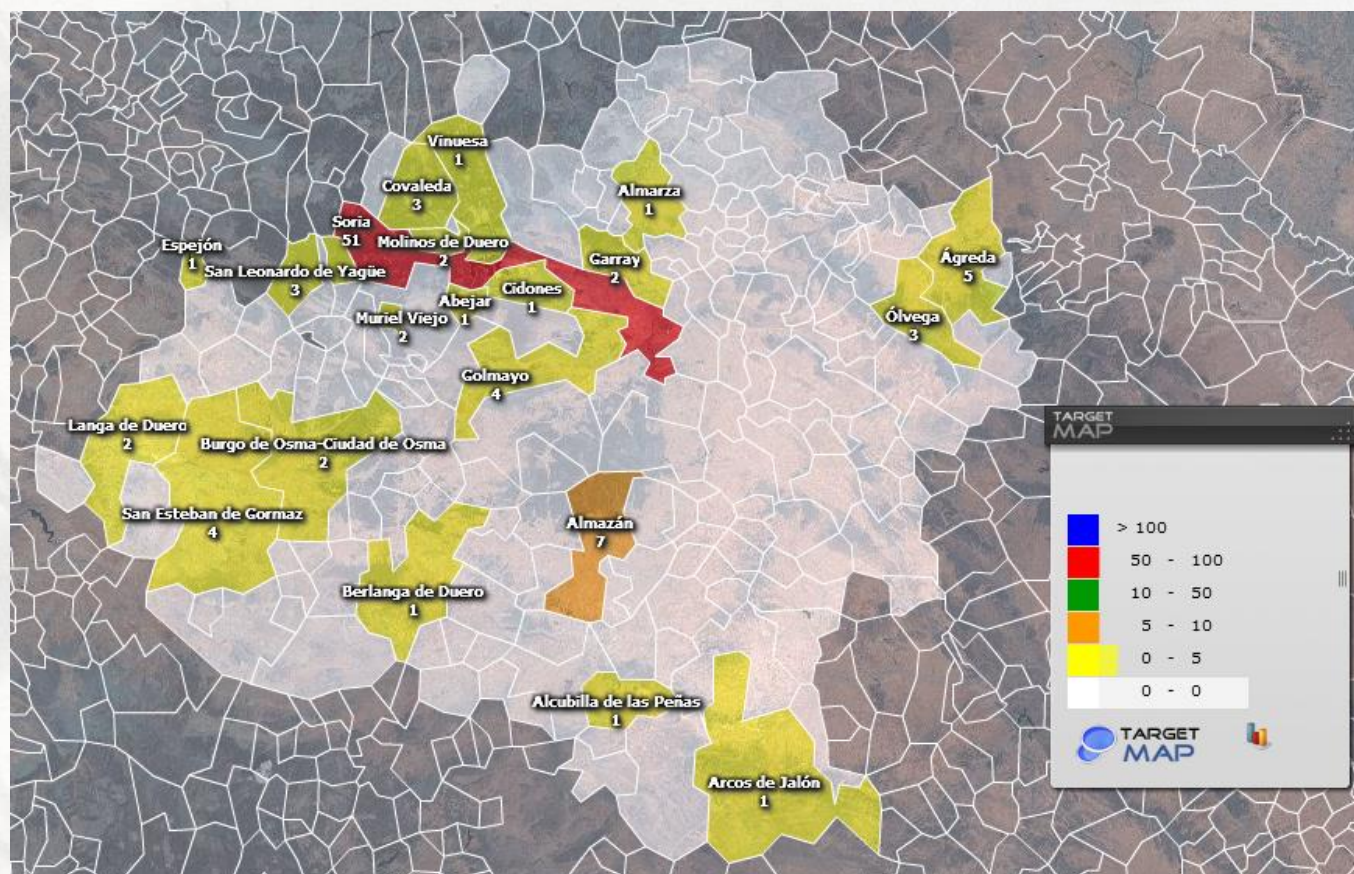 Vinuesa
1
Covaleda
3
Almarza
1
Soria
51
Molinos de Duero
2
Espejón
1
San Leonardo de Yagüe
3
Garray
2
Ágreda
5
Cidones
1
Abejar
1
Muriel Viejo
2
Ólvega
3
Golmayo
4
Langa de Duero
2
Burgo de Osma-Ciudad de Osma
2
San Esteban de Gormaz
4
Almazán
7
Berlanga de Duero
1
Alcubilla de las Peñas
1
Arcos de Jalón
1
TARGET
MAP
> 100
50 - 100
10 - 50
5 - 10
0 - 5
0 - 0
TARGET
MAP